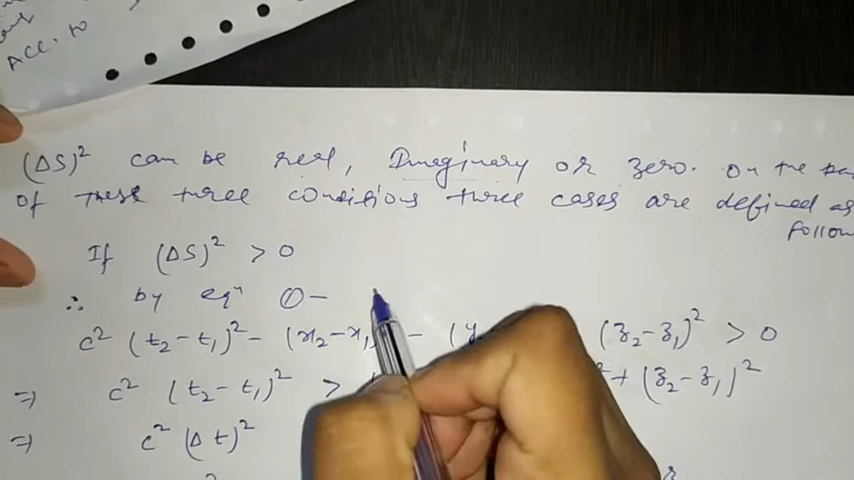 ACC. to
(ΔS)² can be real, Imaginary or zero. On the
of these three conditions three cases are defined as
follow
If (ΔS)² > 0
∴ by eqⁿ ① –
c² (t₂ – t₁)² – (x₂ – x₁) – (y (z₂ – z₁)² > 0
⇒ c² (t₂ – t₁)² > ² + (z₂ – z₁)²
⇒ c² (Δt)²